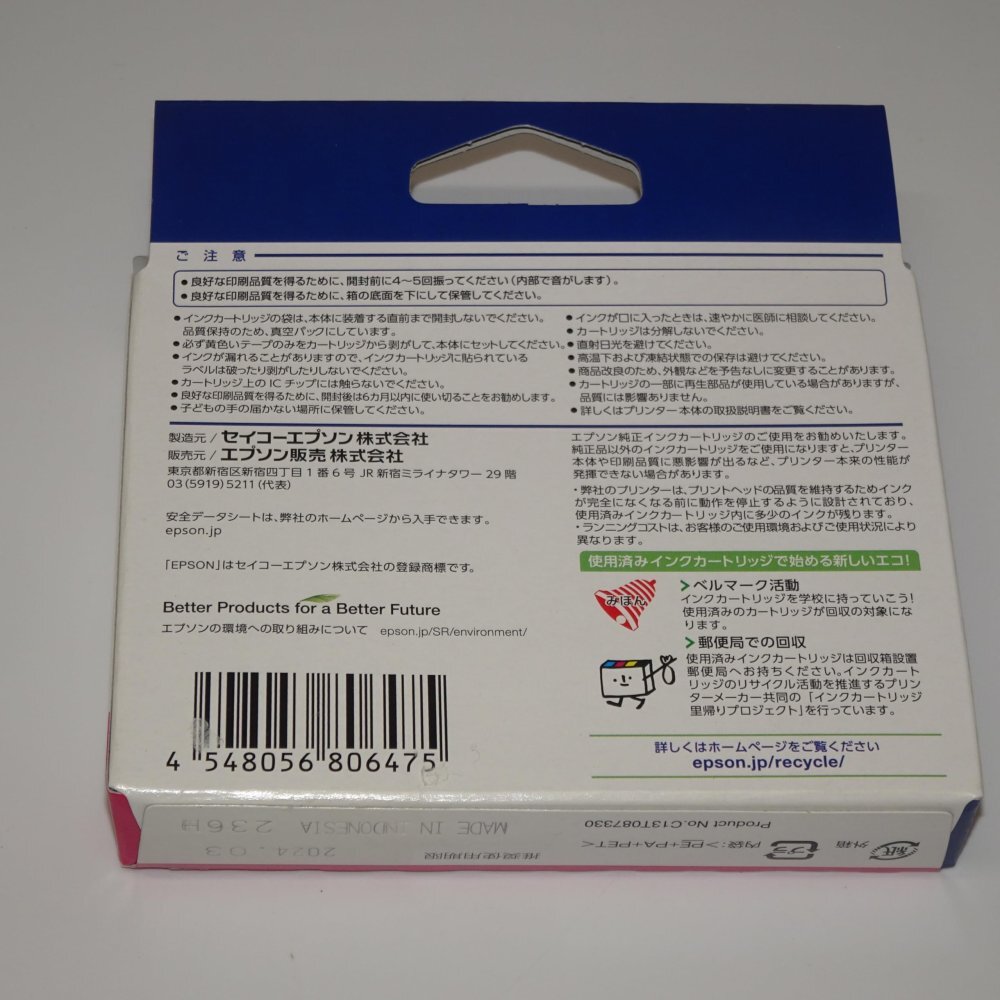 ご注意
●良好な印刷品質を得るために、開封前に4〜5回振ってください（内部で音がします）。
●良好な印刷品質を得るために、箱の底面を下にして保管してください。
●インクカートリッジの袋は、本体に装着する直前まで開封しないでください。
品質保持のため、真空パックにしています。
●必ず黄色いテープのみをカートリッジから剥がして、本体にセットしてください。
●インクが漏れることがありますので、インクカートリッジに貼られている
ラベルは破ったり剥がしたりしないでください。
●カートリッジ上のICチップには触らないでください。
●良好な印刷品質を得るために、開封後は6カ月以内に使い切ることをお勧めします。
●子どもの手の届かない場所に保管してください。
●インクが口に入ったときは、速やかに医師に相談してください。
●カートリッジは分解しないでください。
●直射日光を避けてください。
●高温下および凍結状態での保存は避けてください。
●商品改良のため、外観などを予告なしに変更することがあります。
●カートリッジの一部に再生部品が使用している場合がありますが、
品質には影響ありません。
●詳しくはプリンター本体の取扱説明書をご覧ください。
製造元/セイコーエプソン株式会社
販売元/エプソン販売株式会社
東京都新宿区新宿四丁目1番6号 JR新宿ミライナタワー29階
03(5919)5211(代表)
安全データシートは、弊社のホームページから入手できます。
epson.jp
「EPSON」はセイコーエプソン株式会社の登録商標です。
Better Products for a Better Future
エプソンの環境への取り組みについて epson.jp/SR/environment/
4 548056 806475
エプソン純正インクカートリッジのご使用をお勧めいたします。
純正品以外のインクカートリッジをご使用になりますと、プリンター
本体や印刷品質に悪影響が出るなど、プリンター本来の性能が
発揮できない場合があります。
・弊社のプリンターは、プリントヘッドの品質を維持するためインク
が完全になくなる前に動作を停止するように設計されており、
使用済みインクカートリッジ内に多少のインクが残ります。
・ランニングコストは、お客様のご使用環境およびご使用状況により
異なります。
使用済みインクカートリッジで始める新しいエコ!
みほん
ベルマーク活動
インクカートリッジを学校に持っていこう!
使用済みのカートリッジが回収の対象にな
ります。
郵便局での回収
使用済みインクカートリッジは回収箱設置
郵便局へお持ちください。インクカート
リッジのリサイクル活動を推進するプリン
ターメーカー共同の「インクカートリッジ
里帰りプロジェクト」を行っています。
詳しくはホームページをご覧ください
epson.jp/recycle/
紙
外箱
プラ
内袋:>PE+PA+PET<
Product No.C13T087330
推奨使用期限
2024.03
MADE IN INDONESIA 236H